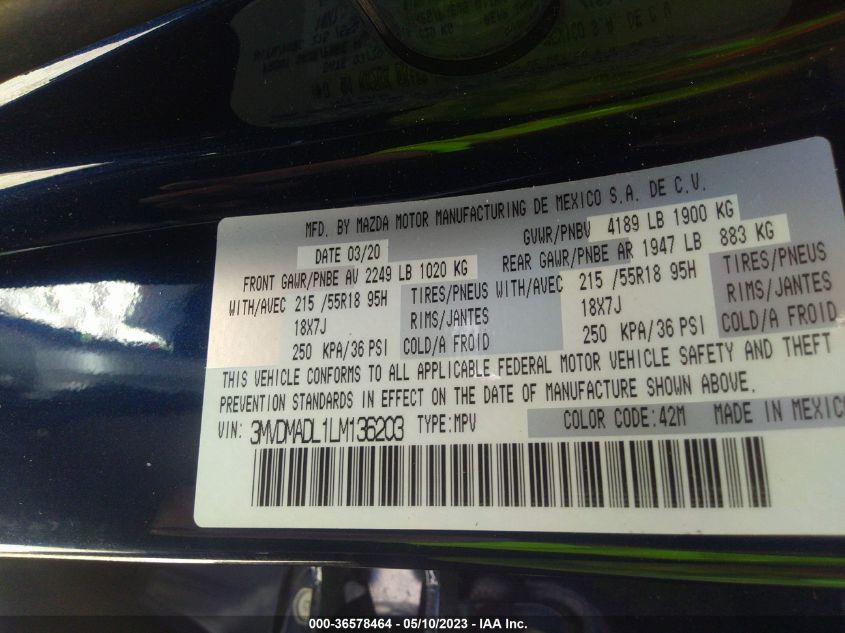 MFD. BY MAZDA MOTOR MANUFACTURING DE MEXICO S.A. DE C.V.
DATE 03/20 GVWR/PNBV 4189 LB 1900 KG
FRONT GAWR/PNBE AV 2249 LB 1020 KG REAR GAWR/PNBE AR 1947 LB 883 KG
WITH/AVEC 215 /55R18 95H TIRES/PNEUS WITH/AVEC 215 /55R18 95H TIRES/PNEUS
18X7J RIMS/JANTES 18X7J RIMS/JANTES
250 KPA/36 PSI COLD/A FROID 250 KPA/36 PSI COLD/A FROID
THIS VEHICLE CONFORMS TO ALL APPLICABLE FEDERAL MOTOR VEHICLE SAFETY AND THEFT
PREVENTION STANDARDS IN EFFECT ON THE DATE OF MANUFACTURE SHOWN ABOVE.
VIN: 3MVDMADL1LM136203 TYPE:MPV COLOR CODE:42M MADE IN MEXICO
000-36578464 - 05/10/2023 - IAA Inc.